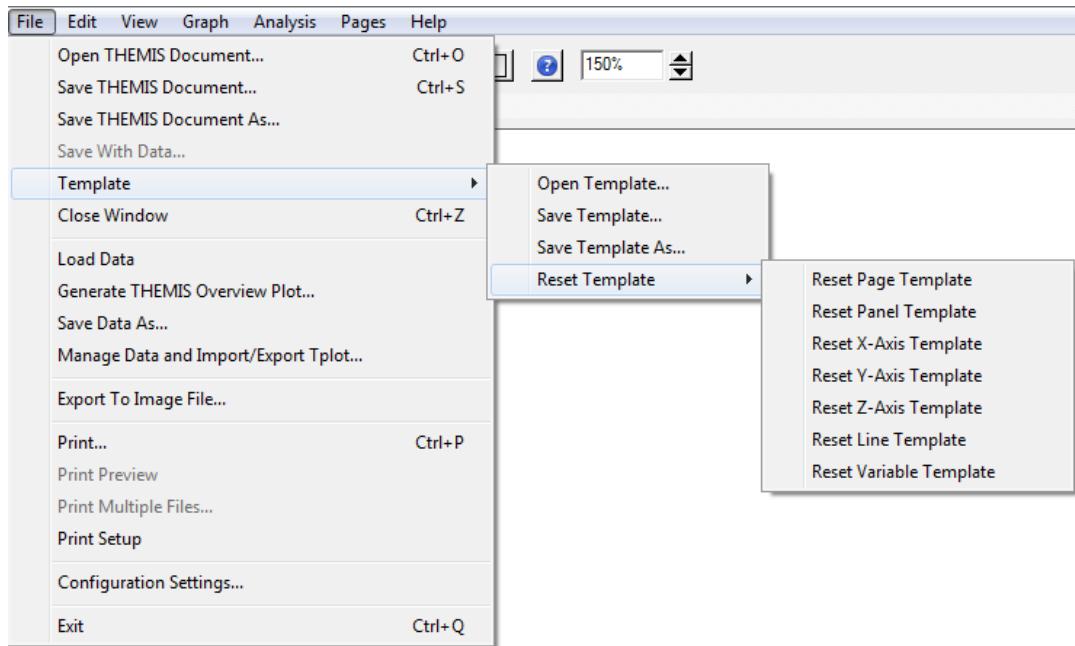 File Edit View Graph Analysis Pages Help
Open THEMIS Document... Ctrl+O
Save THEMIS Document... Ctrl+S
Save THEMIS Document As...
Save With Data...
Template
Close Window Ctrl+Z
Load Data
Generate THEMIS Overview Plot...
Save Data As...
Manage Data and Import/Export Tplot...
Export To Image File...
Print... Ctrl+P
Print Preview
Print Multiple Files...
Print Setup
Configuration Settings...
Exit Ctrl+Q
? 150%
Open Template...
Save Template...
Save Template As...
Reset Template
Reset Page Template
Reset Panel Template
Reset X-Axis Template
Reset Y-Axis Template
Reset Z-Axis Template
Reset Line Template
Reset Variable Template